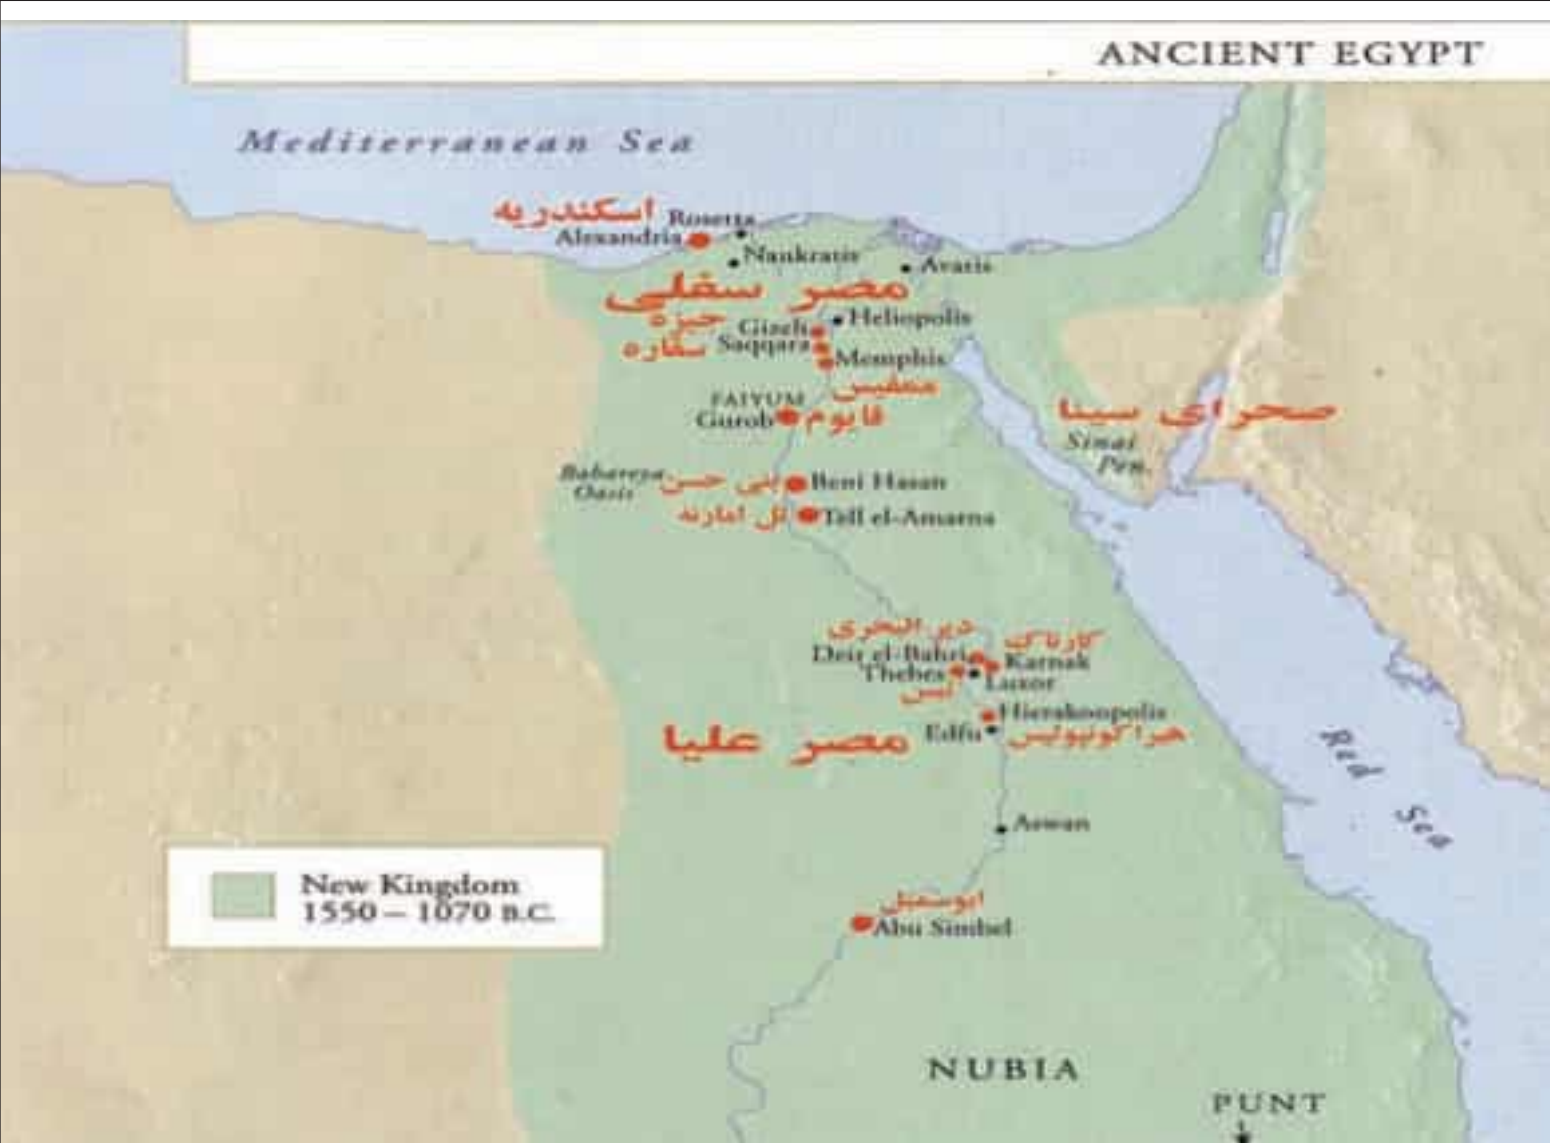 ANCIENT EGYPT
Mediterranean Sea
اسکندریه
Rosetta
Alexandria
Naukratis
Avaris
مصر سفلی
Heliopolis
جیزه
Gizeh
سقاره
Saqqara
Memphis
ممفیس
FAIYUM
Gurob
فایوم
صحرای سینا
Sinai
Pen.
Bahareya
Oasis
بنی حسن
Beni Hasan
تل امارنه
Tell el-Amarna
دیر البحری
کارناک
Deir el-Bahri
Karnak
Thebes
Luxor
تبس
Hierakonpolis
هیراکونپولیس
مصر علیا
Edfu
Red Sea
Aswan
New Kingdom
1550 – 1070 B.C.
ابوسمبل
Abu Simbel
NUBIA
PUNT